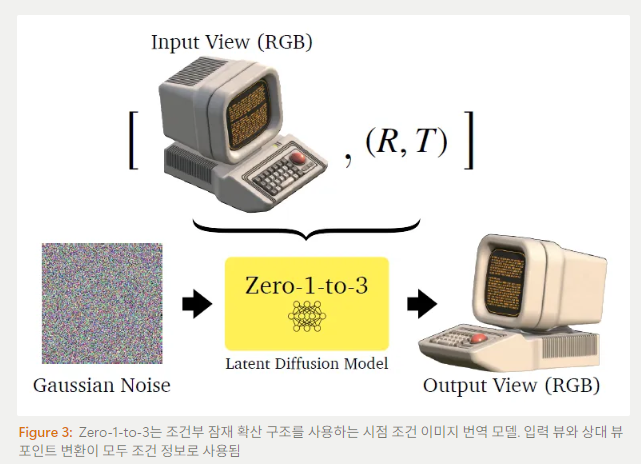 Input View (RGB)
[ , (R, T) ]
Zero-1-to-3
Latent Diffusion Model
Gaussian Noise
Output View (RGB)
Figure 3: Zero-1-to-3는 조건부 잠재 확산 구조를 사용하는 시점 조건 이미지 번역 모델. 입력 뷰와 상대 뷰
포인트 변환이 모두 조건 정보로 사용됨